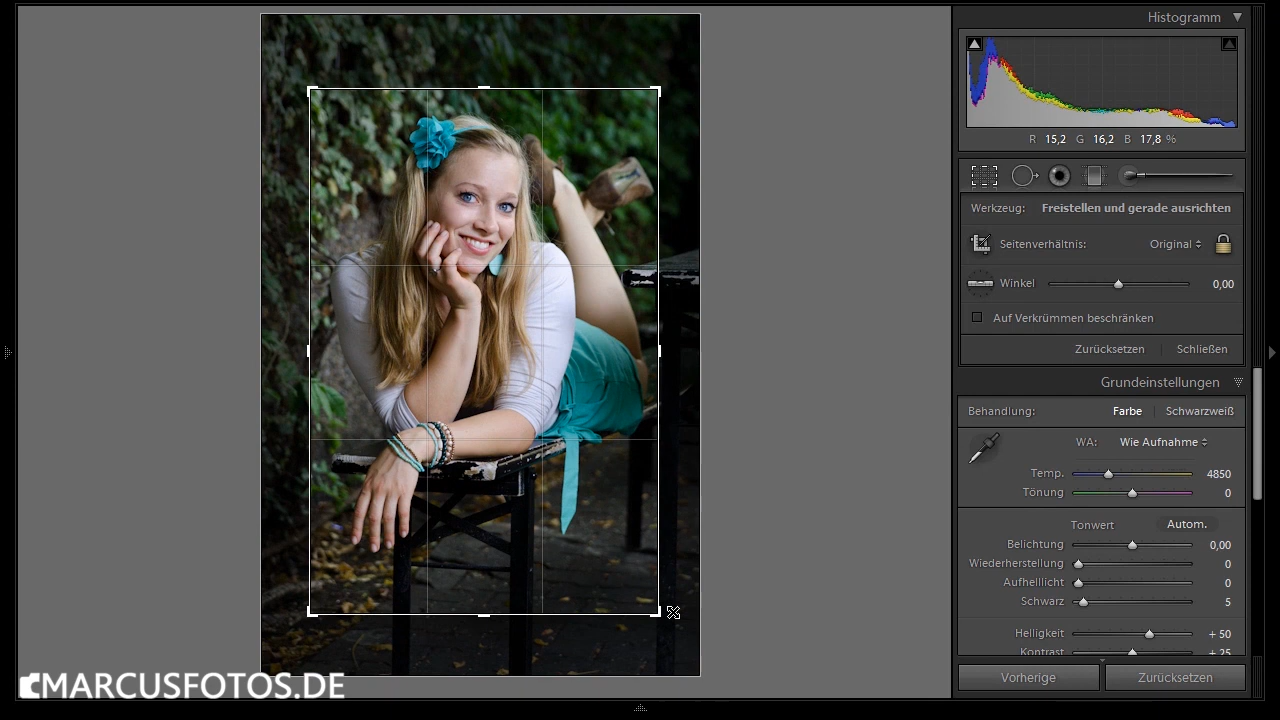 Histogramm
R 15,2 G 16,2 B 17,8 %
Werkzeug: Freistellen und gerade ausrichten
Seitenverhältnis: Original
Winkel 0,00
Auf Verkrümmen beschränken
Zurücksetzen Schließen
Grundeinstellungen
Behandlung: Farbe Schwarzweiß
WA: Wie Aufnahme
Temp. 4850
Tönung 0
Tonwert Autom.
Belichtung 0,00
Wiederherstellung 0
Aufhelllicht 0
Schwarz 5
Helligkeit + 50
Kontrast + 25
Vorherige Zurücksetzen
MARCUSFOTOS.DE